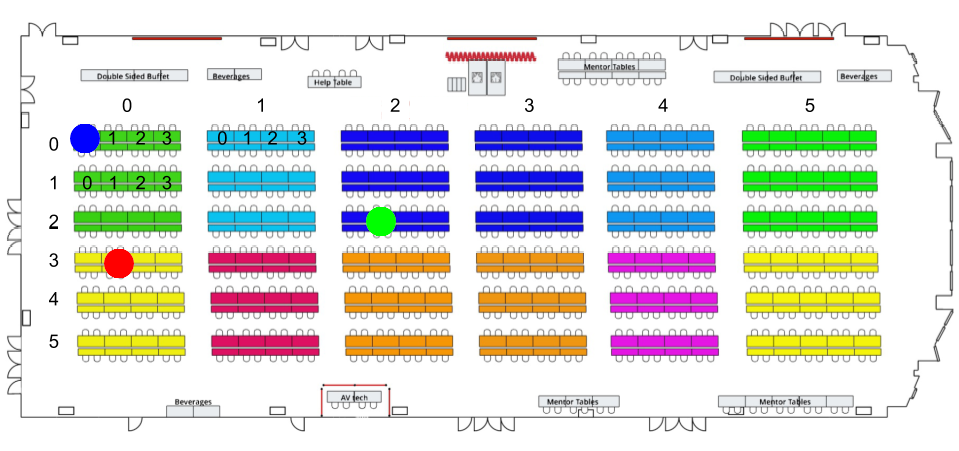 Double Sided Buffet
Beverages
Help Table
Mentor Tables
Double Sided Buffet
Beverages
0 1 2 3 4 5
0 1 2 3 0 1 2 3
1 0 1 2 3
2
3
4
5
Beverages
AV tech
Mentor Tables
Mentor Tables